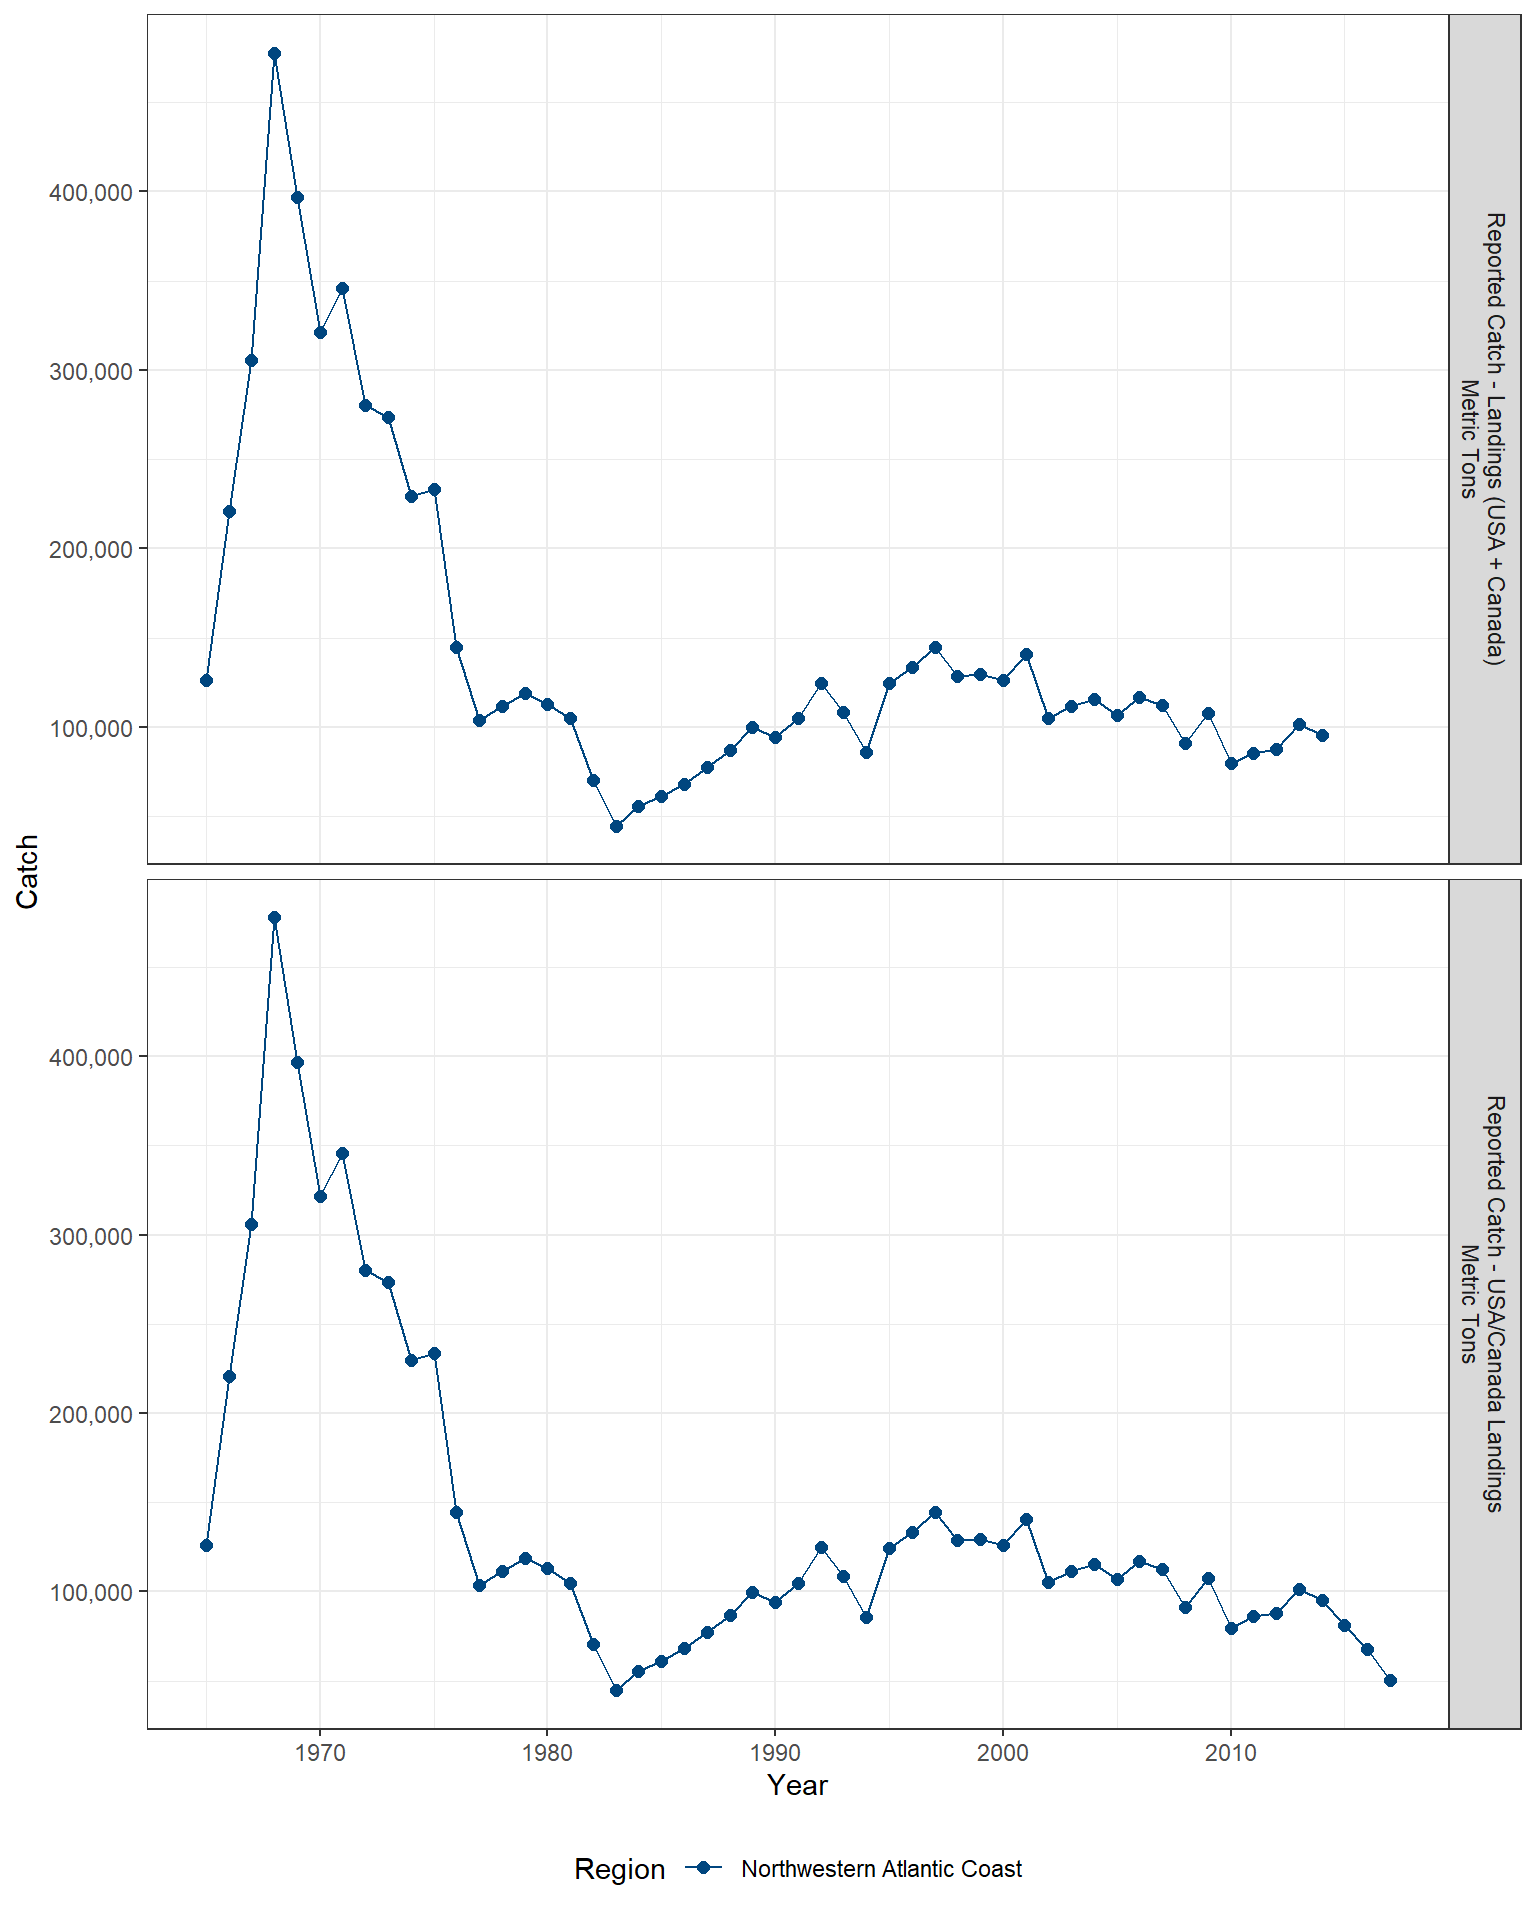 400,000
300,000
200,000
100,000
Reported Catch - Landings (USA + Canada)
Metric Tons
Catch
400,000
300,000
200,000
100,000
Reported Catch - USA/Canada Landings
Metric Tons
1970 1980 1990 2000 2010
Year
Region Northwestern Atlantic Coast